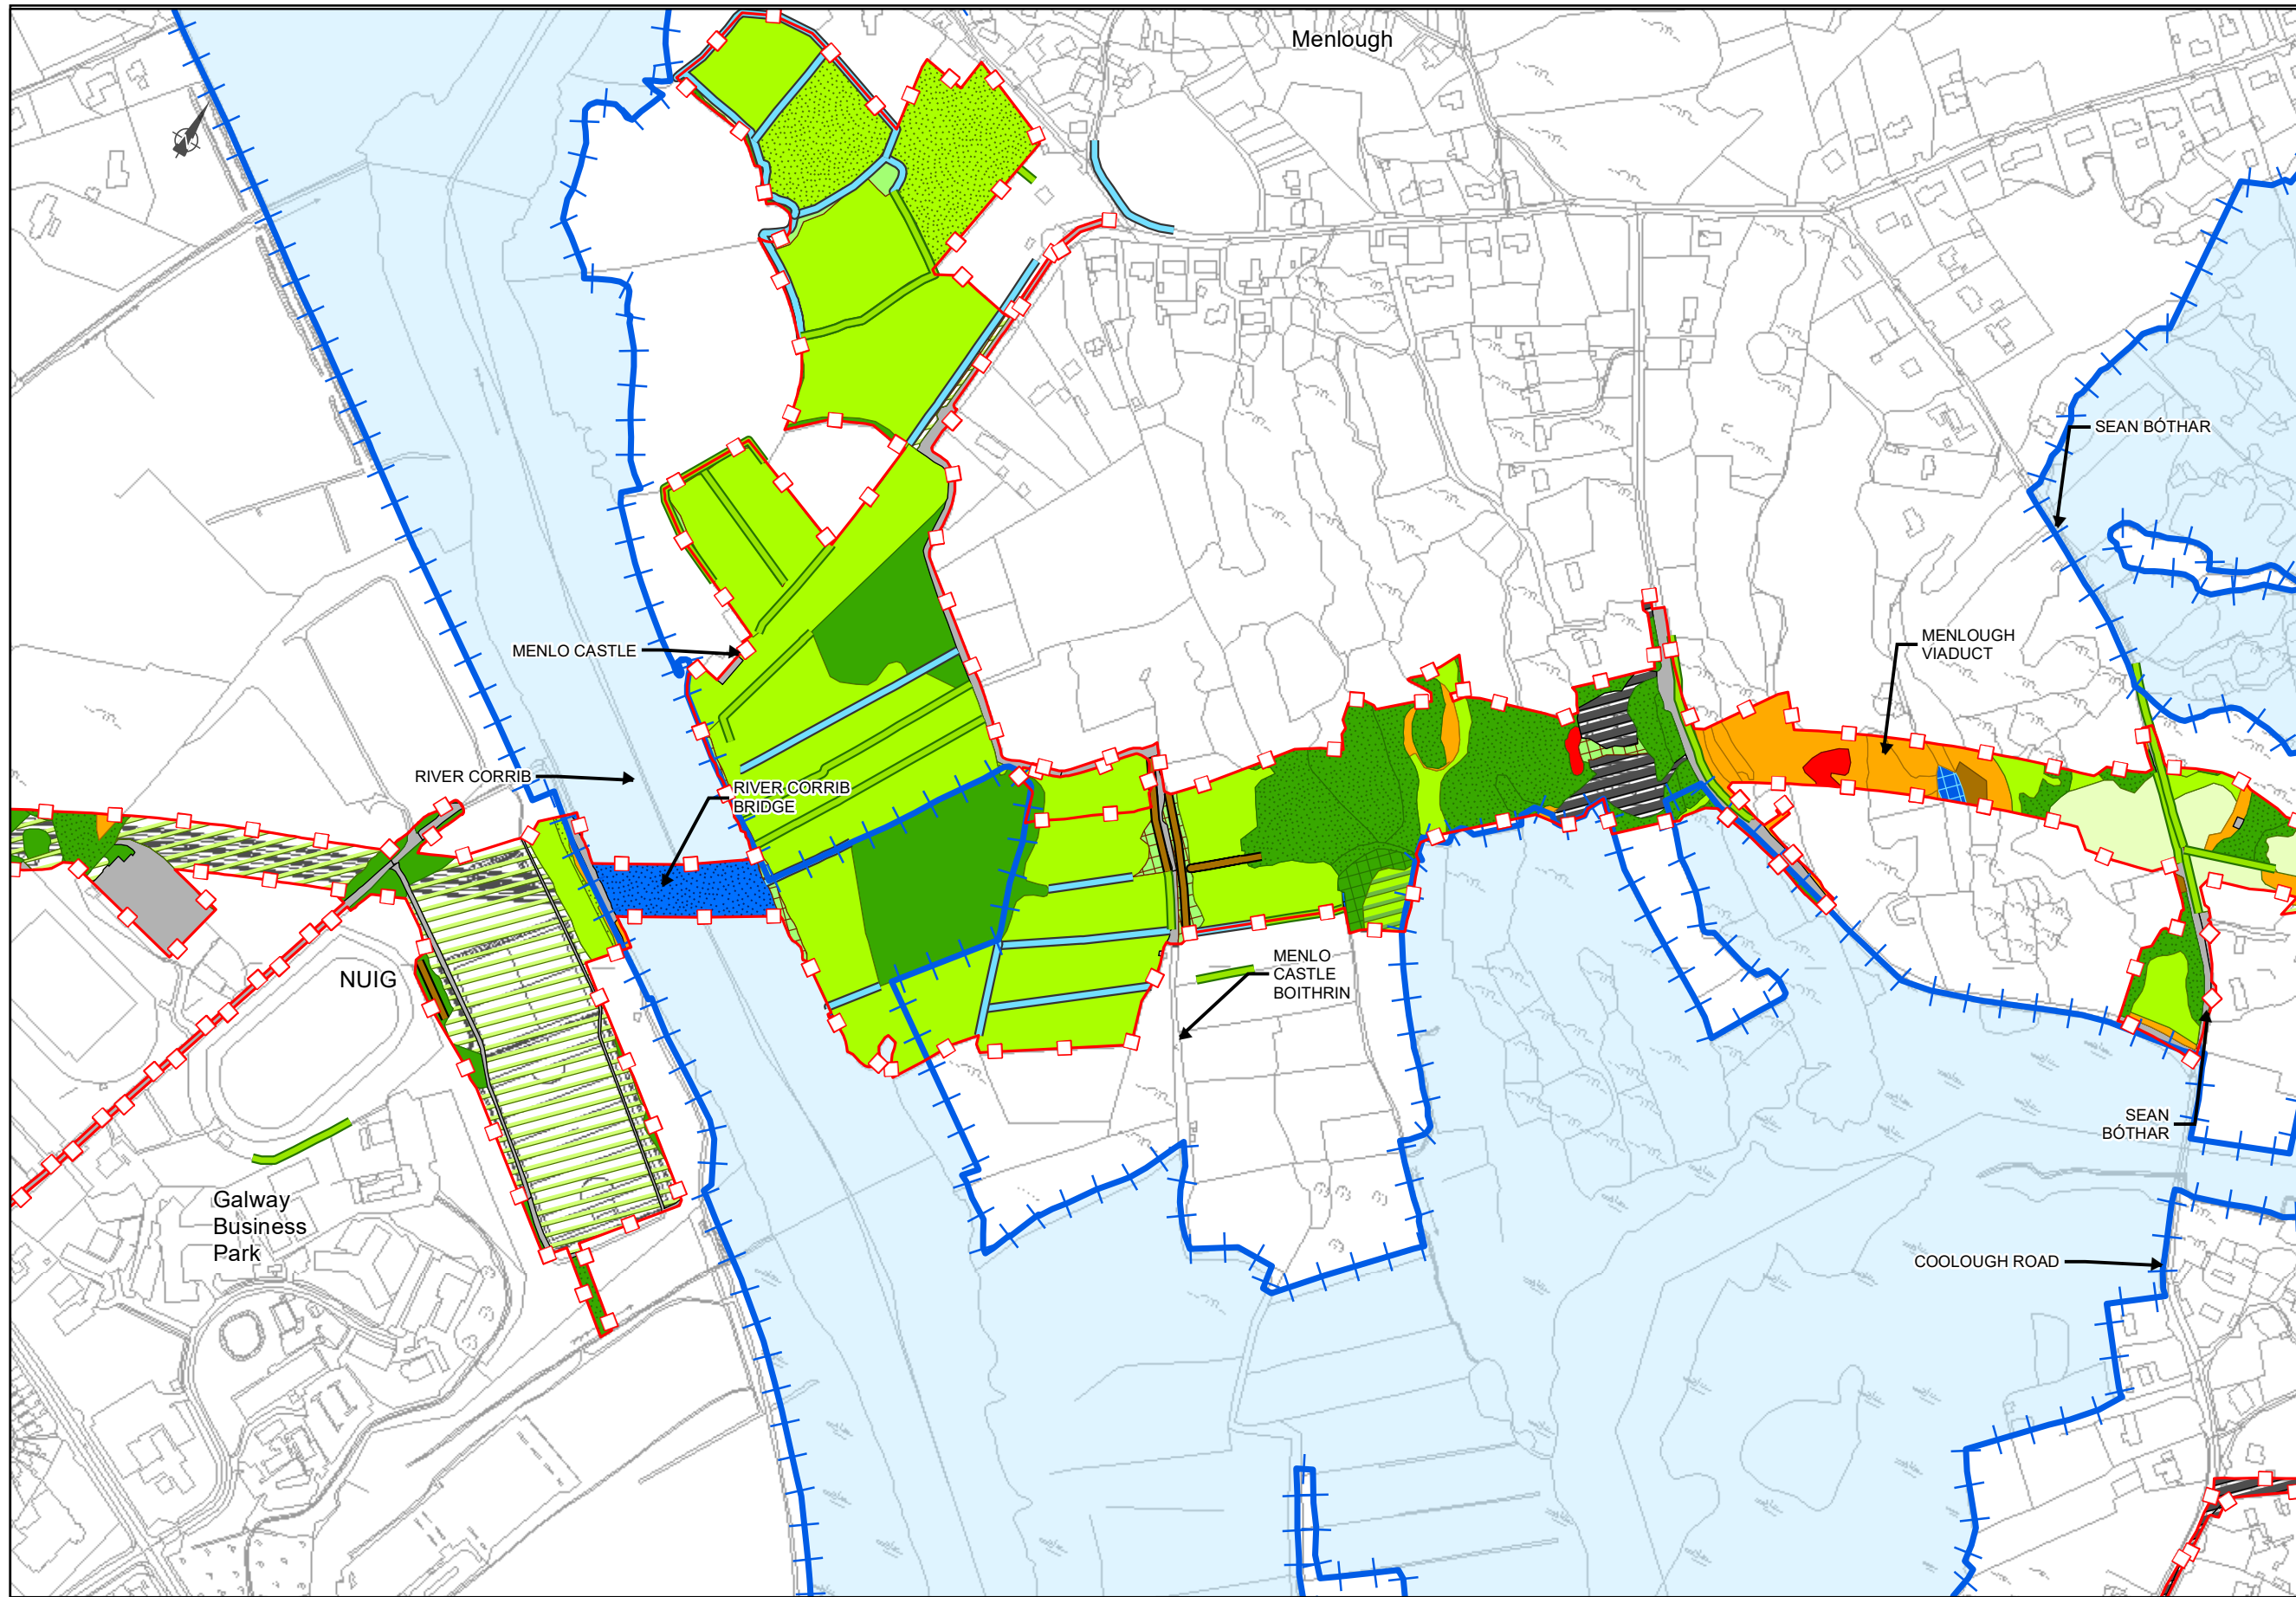 Menlough
SEAN BÓTHAR
MENLO CASTLE
MENLOUGH
VIADUCT
RIVER CORRIB
RIVER CORRIB
BRIDGE
NUIG
MENLO
CASTLE
BOITHRIN
SEAN
BÓTHAR
Galway
Business
Park
COOLOUGH ROAD